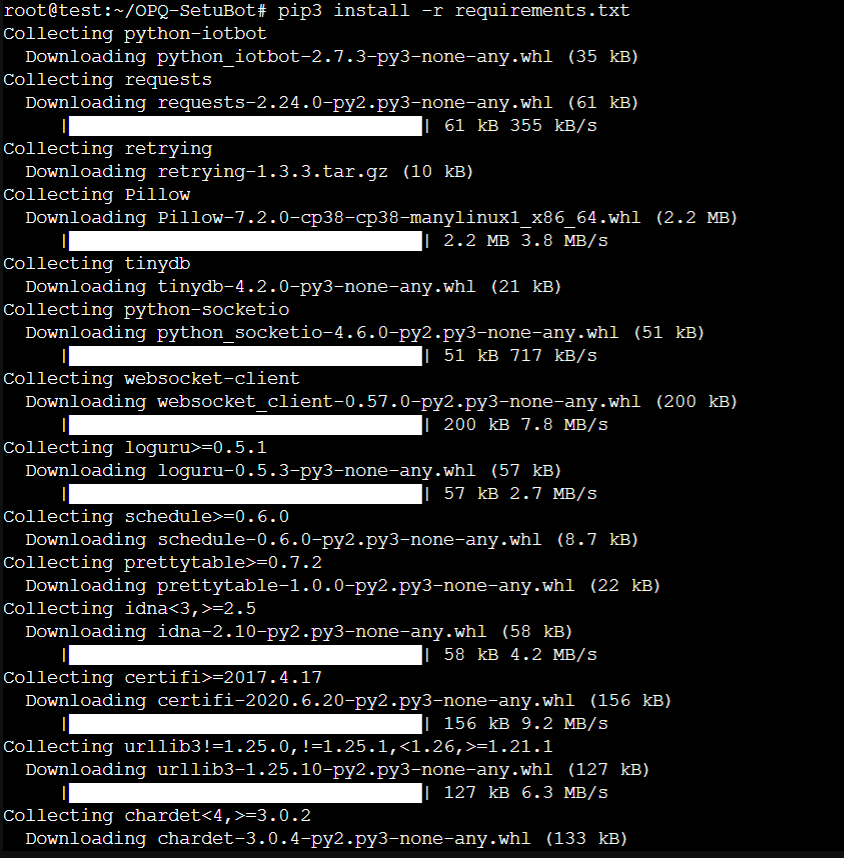 root@test:~/OPQ-SetuBot# pip3 install -r requirements.txt
Collecting python-iotbot
  Downloading python_iotbot-2.7.3-py3-none-any.whl (35 kB)
Collecting requests
  Downloading requests-2.24.0-py2.py3-none-any.whl (61 kB)
     || 61 kB 355 kB/s
Collecting retrying
  Downloading retrying-1.3.3.tar.gz (10 kB)
Collecting Pillow
  Downloading Pillow-7.2.0-cp38-cp38-manylinux1_x86_64.whl (2.2 MB)
     || 2.2 MB 3.8 MB/s
Collecting tinydb
  Downloading tinydb-4.2.0-py3-none-any.whl (21 kB)
Collecting python-socketio
  Downloading python_socketio-4.6.0-py2.py3-none-any.whl (51 kB)
     || 51 kB 717 kB/s
Collecting websocket-client
  Downloading websocket_client-0.57.0-py2.py3-none-any.whl (200 kB)
     || 200 kB 7.8 MB/s
Collecting loguru>=0.5.1
  Downloading loguru-0.5.3-py3-none-any.whl (57 kB)
     || 57 kB 2.7 MB/s
Collecting schedule>=0.6.0
  Downloading schedule-0.6.0-py2.py3-none-any.whl (8.7 kB)
Collecting prettytable>=0.7.2
  Downloading prettytable-1.0.0-py2.py3-none-any.whl (22 kB)
Collecting idna<3,>=2.5
  Downloading idna-2.10-py2.py3-none-any.whl (58 kB)
     || 58 kB 4.2 MB/s
Collecting certifi>=2017.4.17
  Downloading certifi-2020.6.20-py2.py3-none-any.whl (156 kB)
     || 156 kB 9.2 MB/s
Collecting urllib3!=1.25.0,!=1.25.1,<1.26,>=1.21.1
  Downloading urllib3-1.25.10-py2.py3-none-any.whl (127 kB)
     || 127 kB 6.3 MB/s
Collecting chardet<4,>=3.0.2
  Downloading chardet-3.0.4-py2.py3-none-any.whl (133 kB)